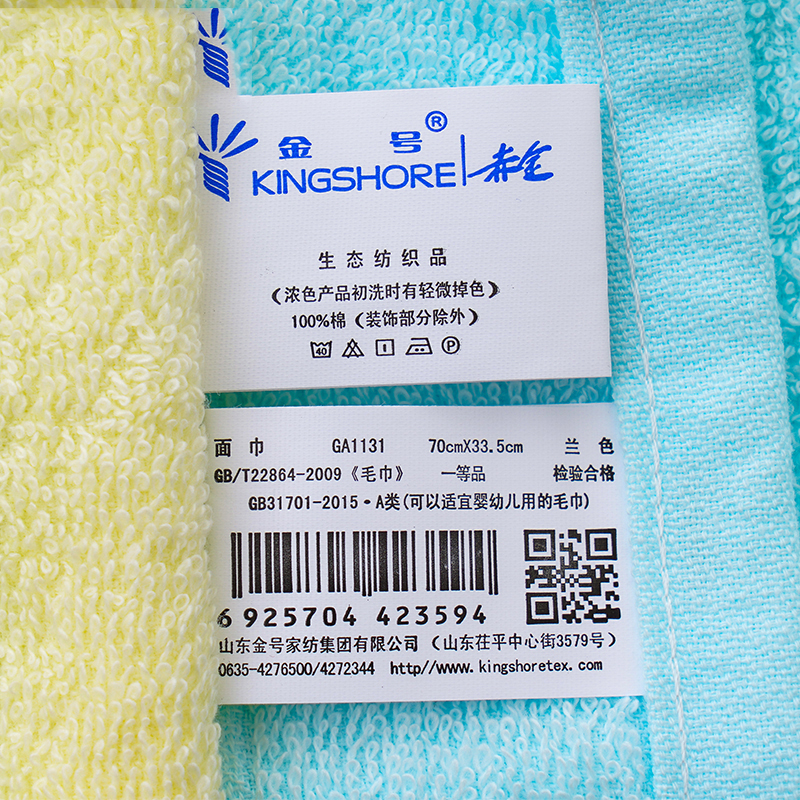 金 号®
KINGSHORE 赤金
生态纺织品
(浓色产品初洗时有轻微掉色)
100%棉(装饰部分除外)
40 P
面 巾 GA1131 70cmX33.5cm 兰 色
GB/T22864-2009《毛巾》 一等品 检验合格
GB31701-2015·A类(可以适宜婴幼儿用的毛巾)
6 925704 423594
山东金号家纺集团有限公司 (山东茌平中心街3579号)
0635-4276500/4272344 http//www.kingshoretex.com